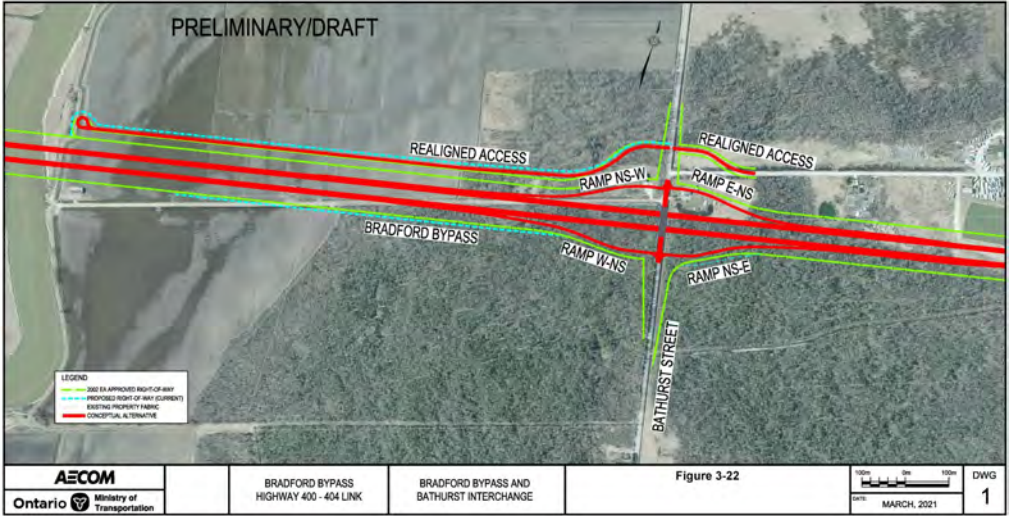 PRELIMINARY/DRAFT
REALIGNED ACCESS
REALIGNED ACCESS
RAMP NS-W
RAMP E-NS
BRADFORD BYPASS
RAMP W-NS
RAMP NS-E
BATHURST STREET
LEGEND
2002 EA APPROVED RIGHT-OF-WAY
PROPOSED RIGHT-OF-WAY (CURRENT)
EXISTING PROPERTY FABRIC
CONCEPTUAL ALTERNATIVE
AECOM
Ontario
Ministry of
Transportation
BRADFORD BYPASS
HIGHWAY 400 - 404 LINK
BRADFORD BYPASS AND
BATHURST INTERCHANGE
Figure 3-22
100m 0m 100m
DATE:
MARCH, 2021
DWG
1